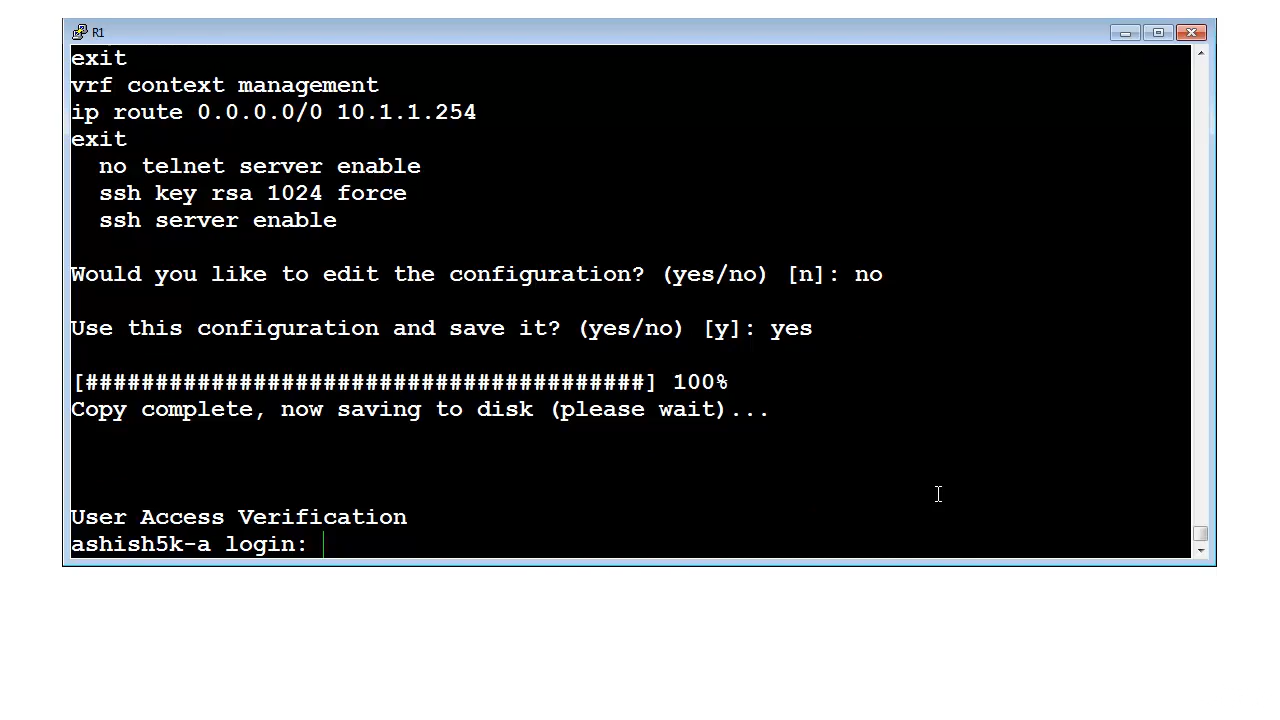 R1
exit
vrf context management
ip route 0.0.0.0/0 10.1.1.254
exit
  no telnet server enable
  ssh key rsa 1024 force
  ssh server enable
Would you like to edit the configuration? (yes/no) [n]: no
Use this configuration and save it? (yes/no) [y]: yes
[########################################] 100%
Copy complete, now saving to disk (please wait)...
User Access Verification
ashish5k-a login: